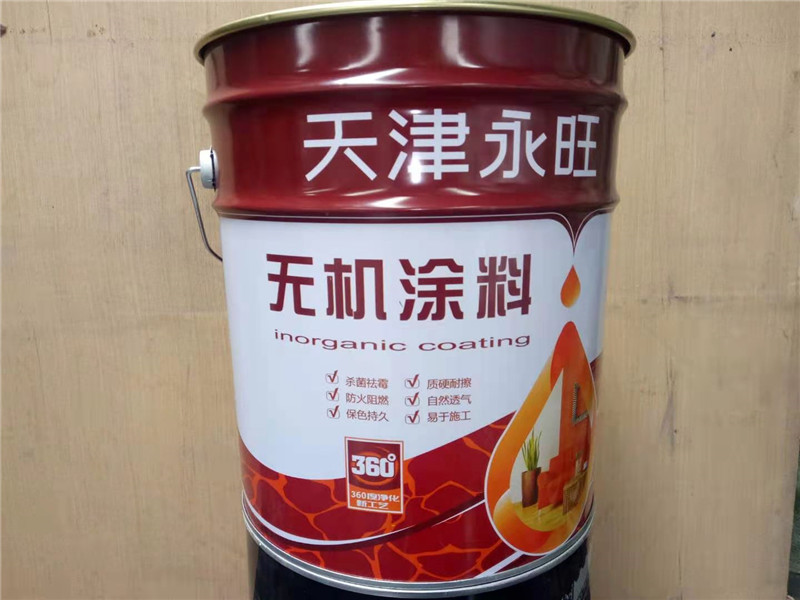 天津永旺
无机涂料
inorganic coating
杀菌祛霉 质硬耐擦
防火阻燃 自然透气
保色持久 易于施工
360°
360度净化
新工艺